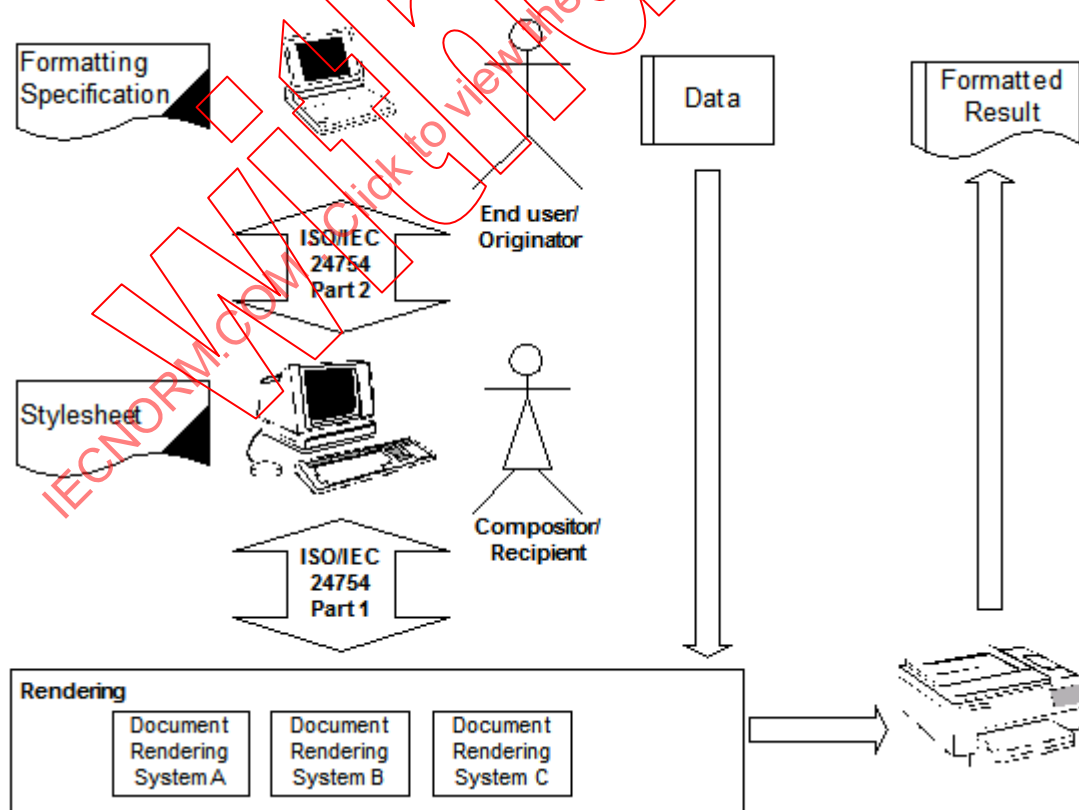 Formatting
Specification
Data
Formatted
Result
End user/
Originator
ISO/IEC
24754
Part 2
Stylesheet
Compositor/
Recipient
ISO/IEC
24754
Part 1
Rendering
Document
Rendering
System A
Document
Rendering
System B
Document
Rendering
System C
IECNORM.COM : Click to view the